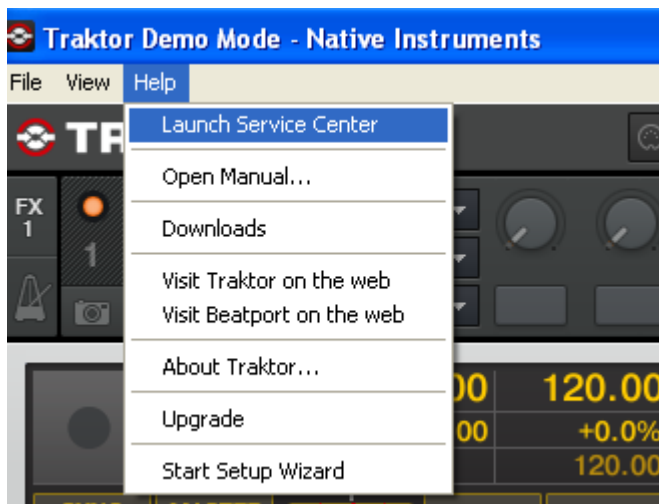 Traktor Demo Mode - Native Instruments
File View Help
Launch Service Center
Open Manual...
Downloads
Visit Traktor on the web
Visit Beatport on the web
About Traktor...
Upgrade
Start Setup Wizard
FX
1
1
00 120.00
00 +0.0%
120.00